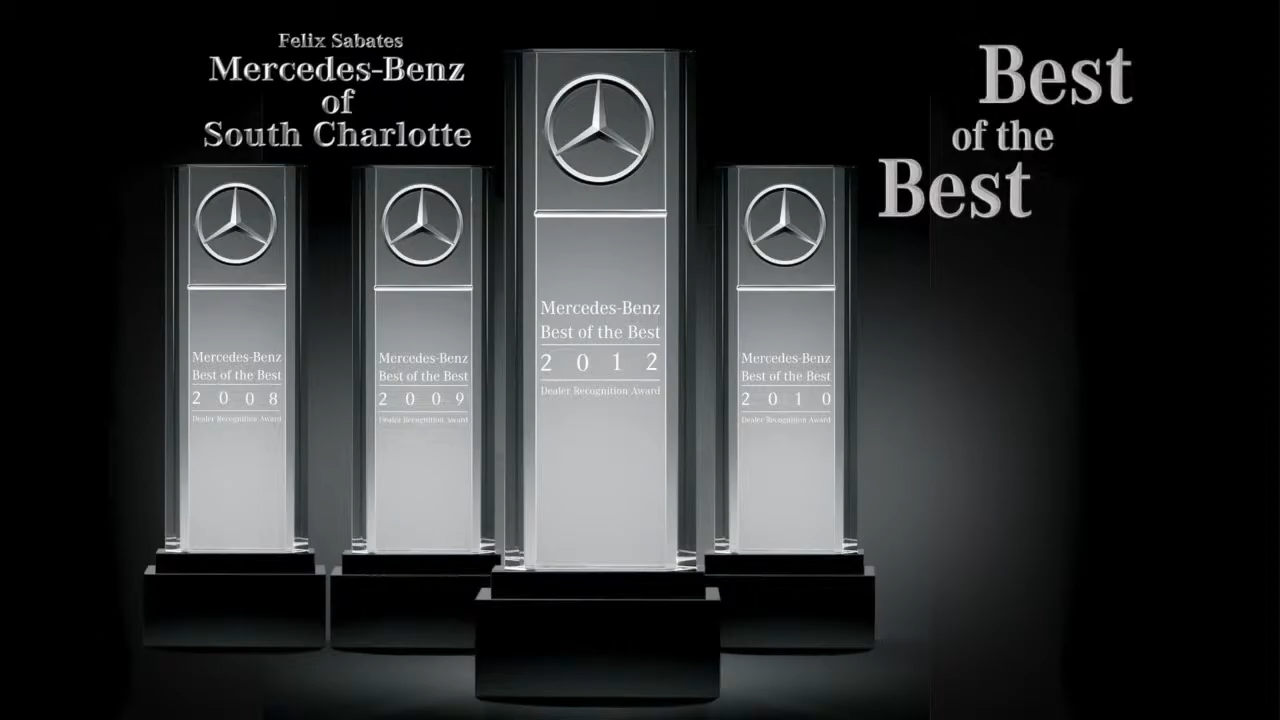 Felix Sabates
Mercedes-Benz
of
South Charlotte
Best
of the
Best
Mercedes-Benz
Best of the Best
2008
Dealer Recognition Award
Mercedes-Benz
Best of the Best
2009
Dealer Recognition Award
Mercedes-Benz
Best of the Best
2012
Dealer Recognition Award
Mercedes-Benz
Best of the Best
2010
Dealer Recognition Award